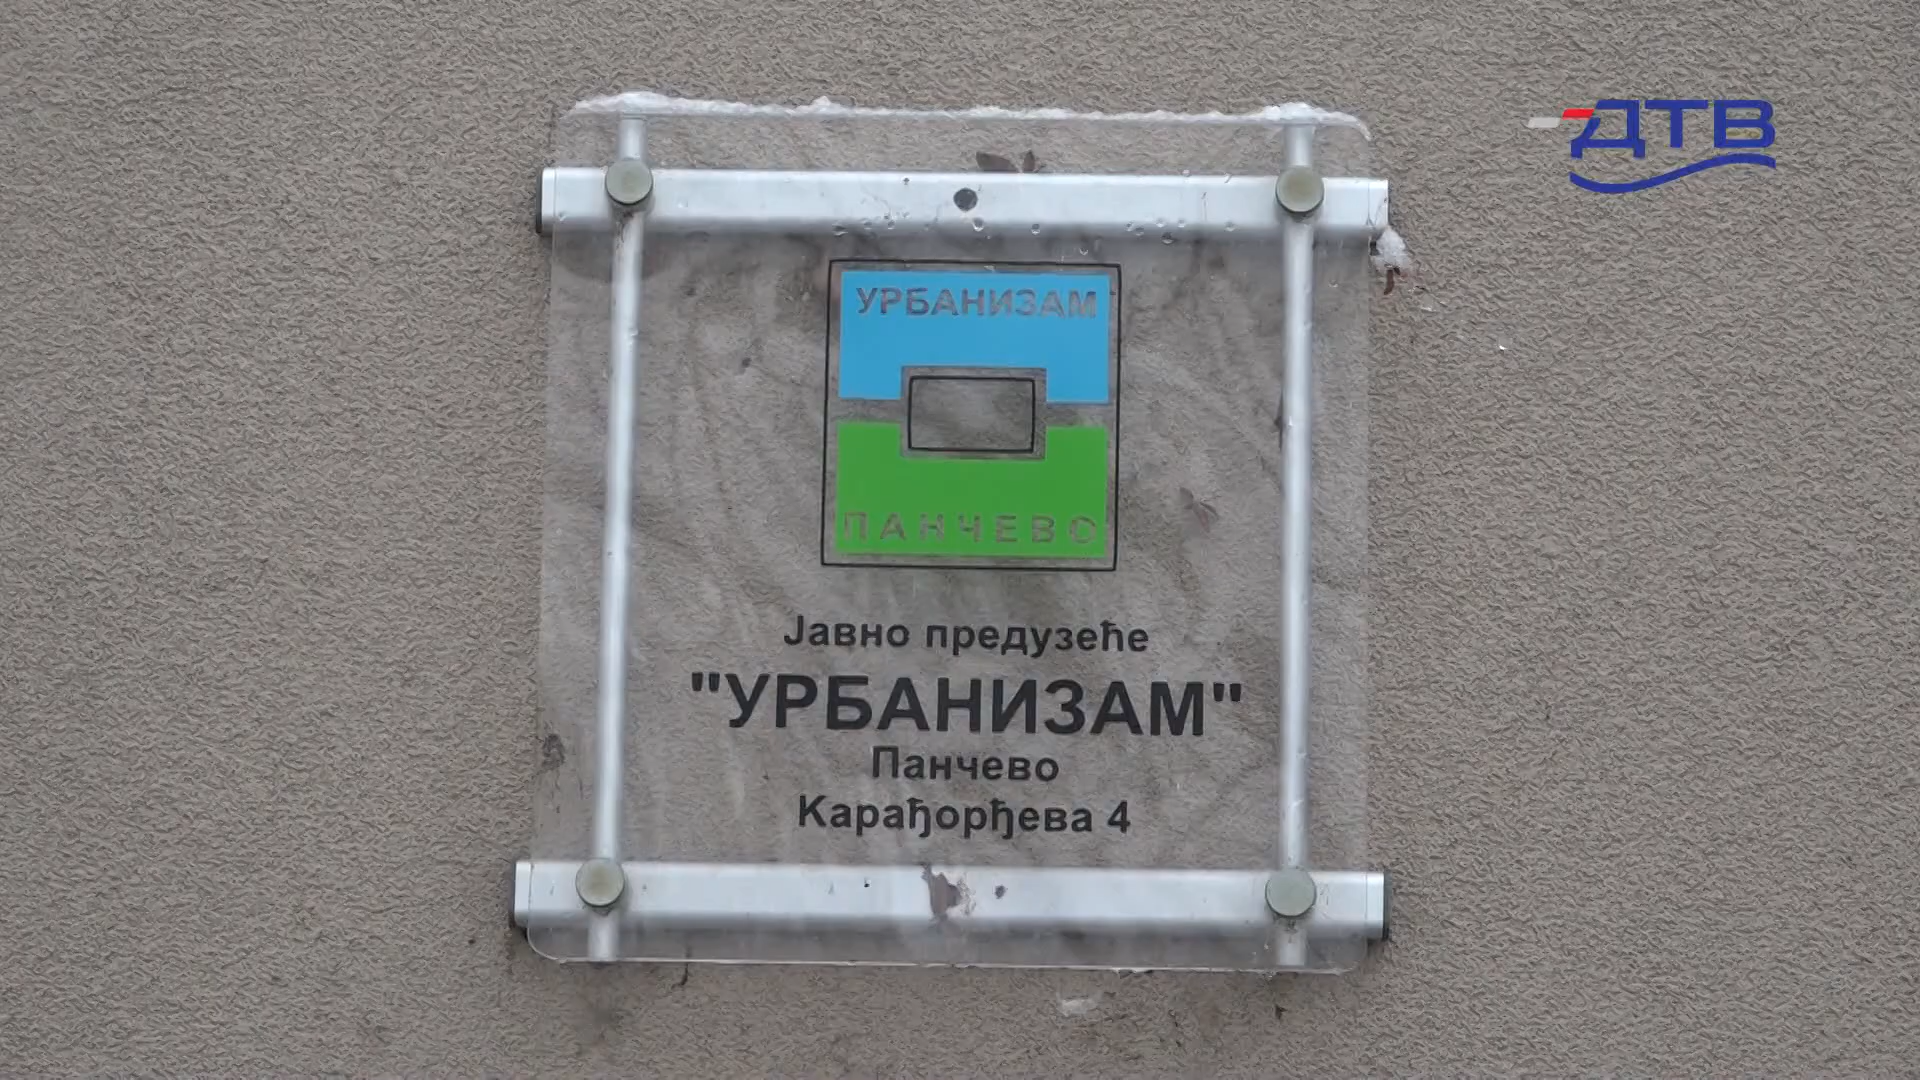 ДТВ
УРБАНИЗАМ
ПАНЧЕВО
Јавно предузеће
"УРБАНИЗАМ"
Панчево
Карађорђева 4